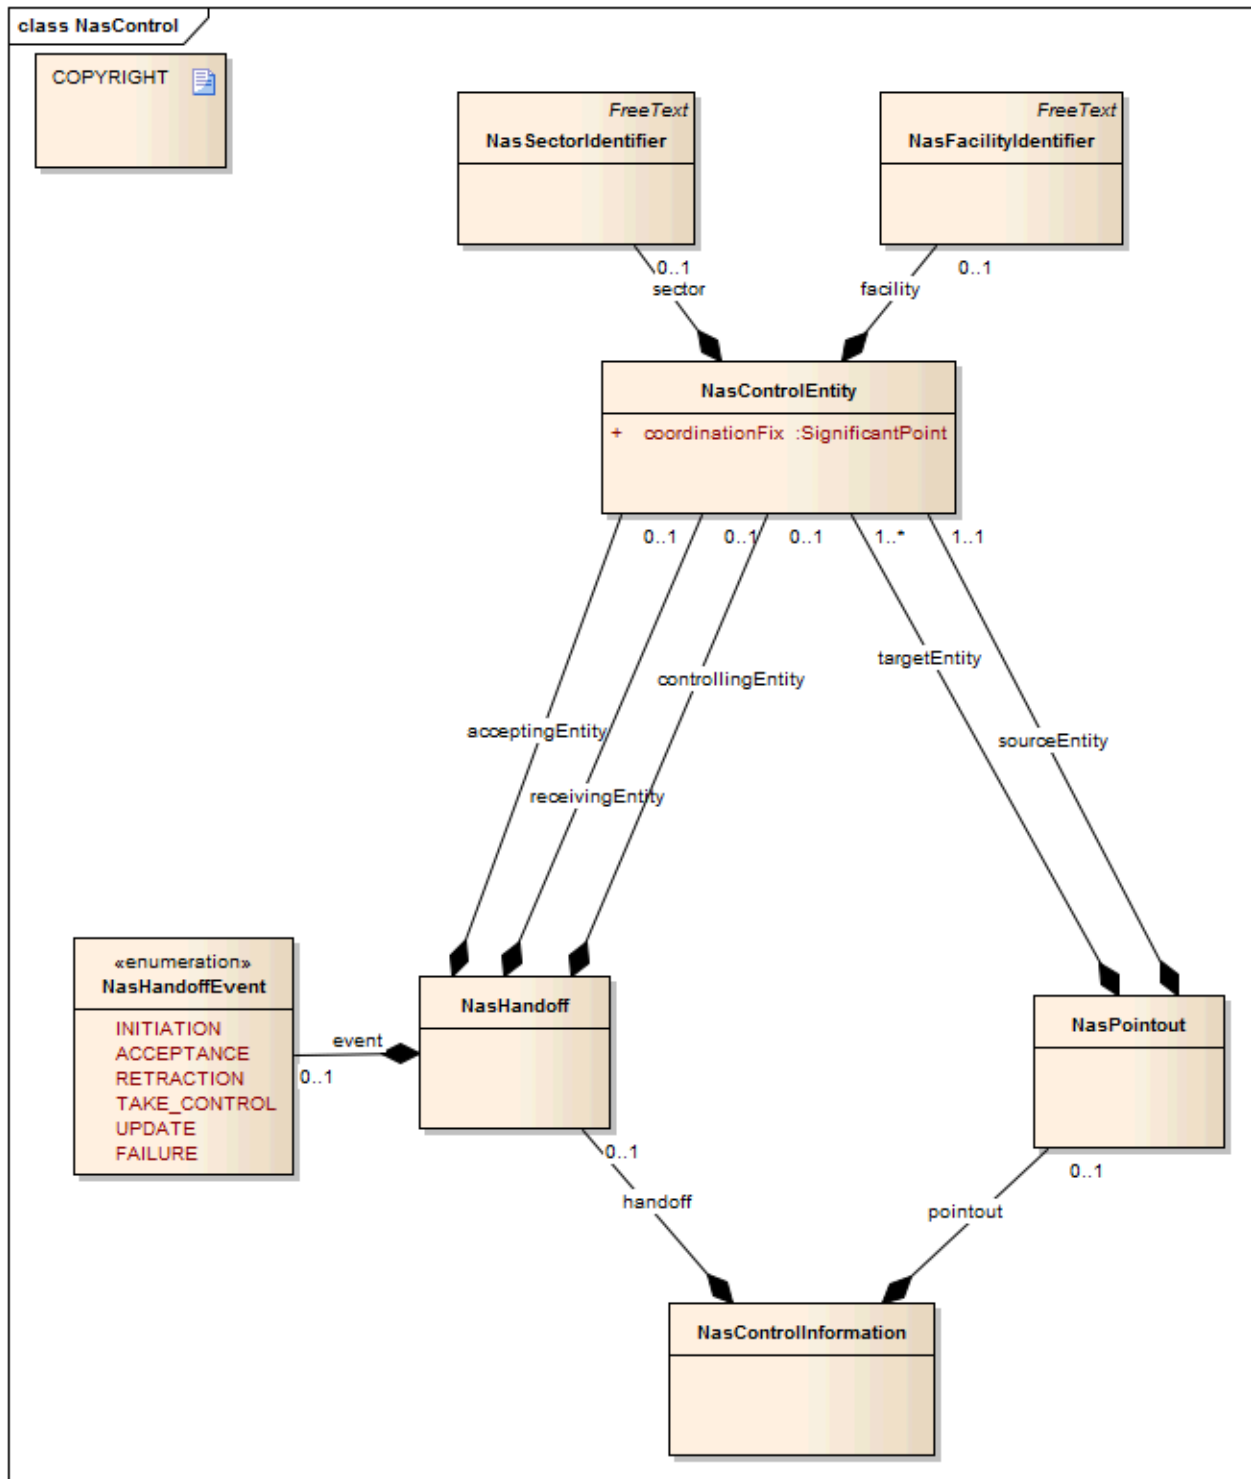 class NasControl
COPYRIGHT
FreeText
NasSectorIdentifier
FreeText
NasFacilityIdentifier
0..1
sector
0..1
facility
NasControlEntity
+ coordinationFix :SignificantPoint
0..1
0..1
0..1
1..*
1..1
targetEntity
controllingEntity
acceptingEntity
sourceEntity
receivingEntity
«enumeration»
NasHandoffEvent
INITIATION
ACCEPTANCE
RETRACTION
TAKE_CONTROL
UPDATE
FAILURE
event
0..1
NasHandoff
NasPointout
0..1
handoff
0..1
pointout
NasControlInformation